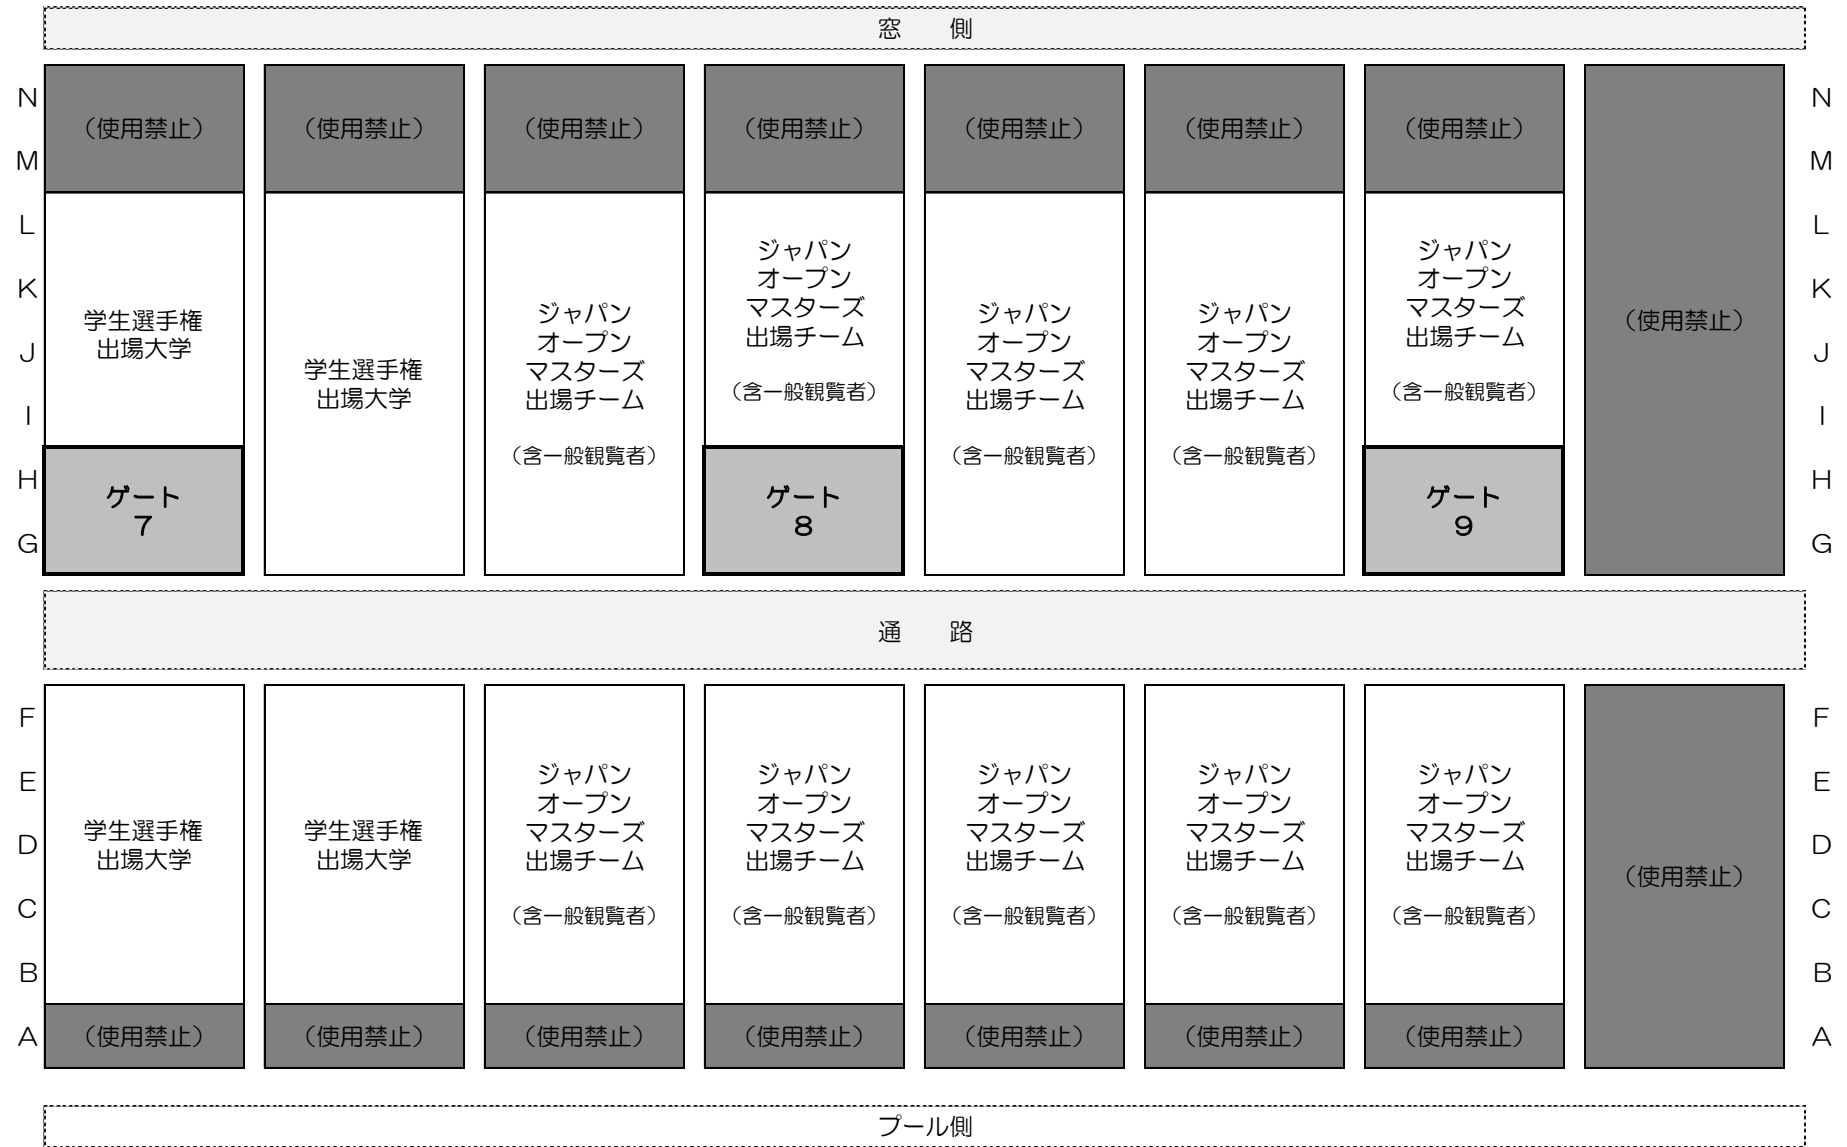 窓　側
N
（使用禁止）
（使用禁止）
（使用禁止）
（使用禁止）
（使用禁止）
（使用禁止）
（使用禁止）
N
M
M
L
L
K
K
J
J
I
I
H
H
G
G
学生選手権
出場大学
学生選手権
出場大学
ジャパン
オープン
マスターズ
出場チーム
（含一般観覧者）
ジャパン
オープン
マスターズ
出場チーム
（含一般観覧者）
ジャパン
オープン
マスターズ
出場チーム
（含一般観覧者）
ジャパン
オープン
マスターズ
出場チーム
（含一般観覧者）
ジャパン
オープン
マスターズ
出場チーム
（含一般観覧者）
（使用禁止）
ゲート
7
ゲート
8
ゲート
9
通　路
F
F
E
E
D
D
C
C
B
B
学生選手権
出場大学
学生選手権
出場大学
ジャパン
オープン
マスターズ
出場チーム
（含一般観覧者）
ジャパン
オープン
マスターズ
出場チーム
（含一般観覧者）
ジャパン
オープン
マスターズ
出場チーム
（含一般観覧者）
ジャパン
オープン
マスターズ
出場チーム
（含一般観覧者）
ジャパン
オープン
マスターズ
出場チーム
（含一般観覧者）
（使用禁止）
A
（使用禁止）
（使用禁止）
（使用禁止）
（使用禁止）
（使用禁止）
（使用禁止）
（使用禁止）
A
プール側